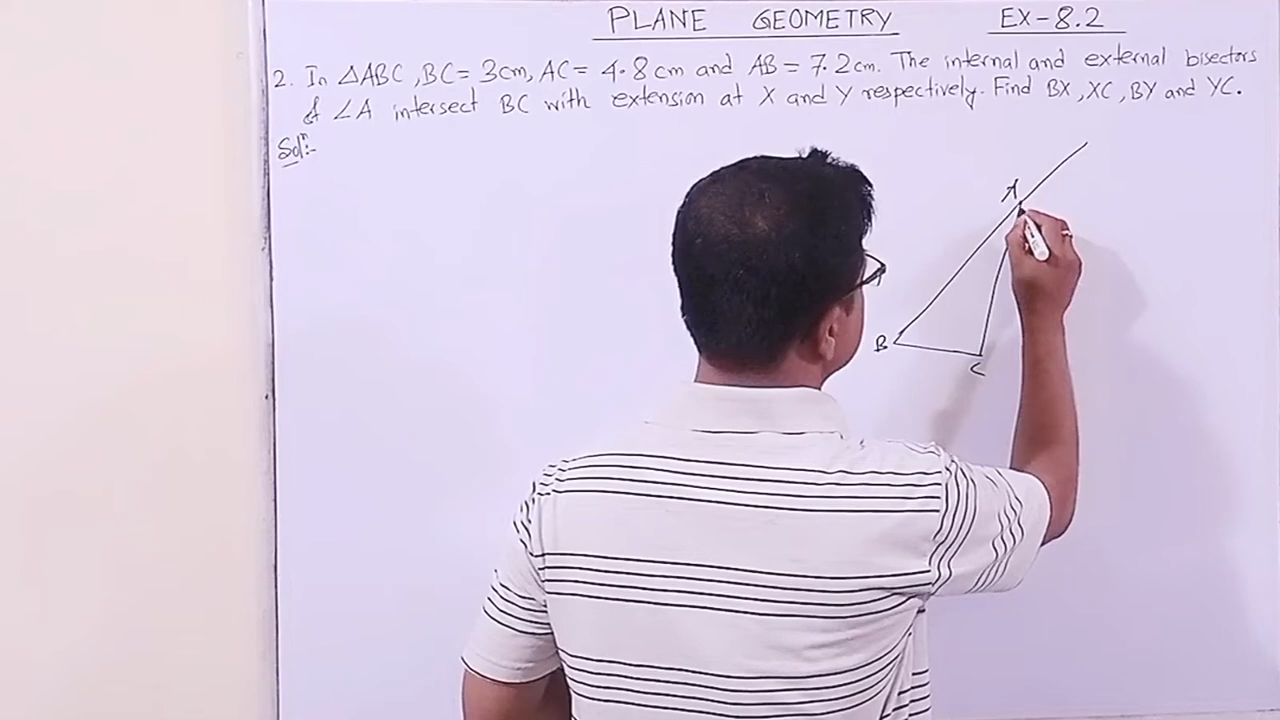 PLANE GEOMETRY EX-8.2
2. In △ABC, BC = 3cm, AC = 4.8 cm and AB = 7.2 cm. The internal and external bisectors
of ∠A intersect BC with extension at X and Y respectively. Find BX, XC, BY and YC.
Solⁿ:-
A
B
C